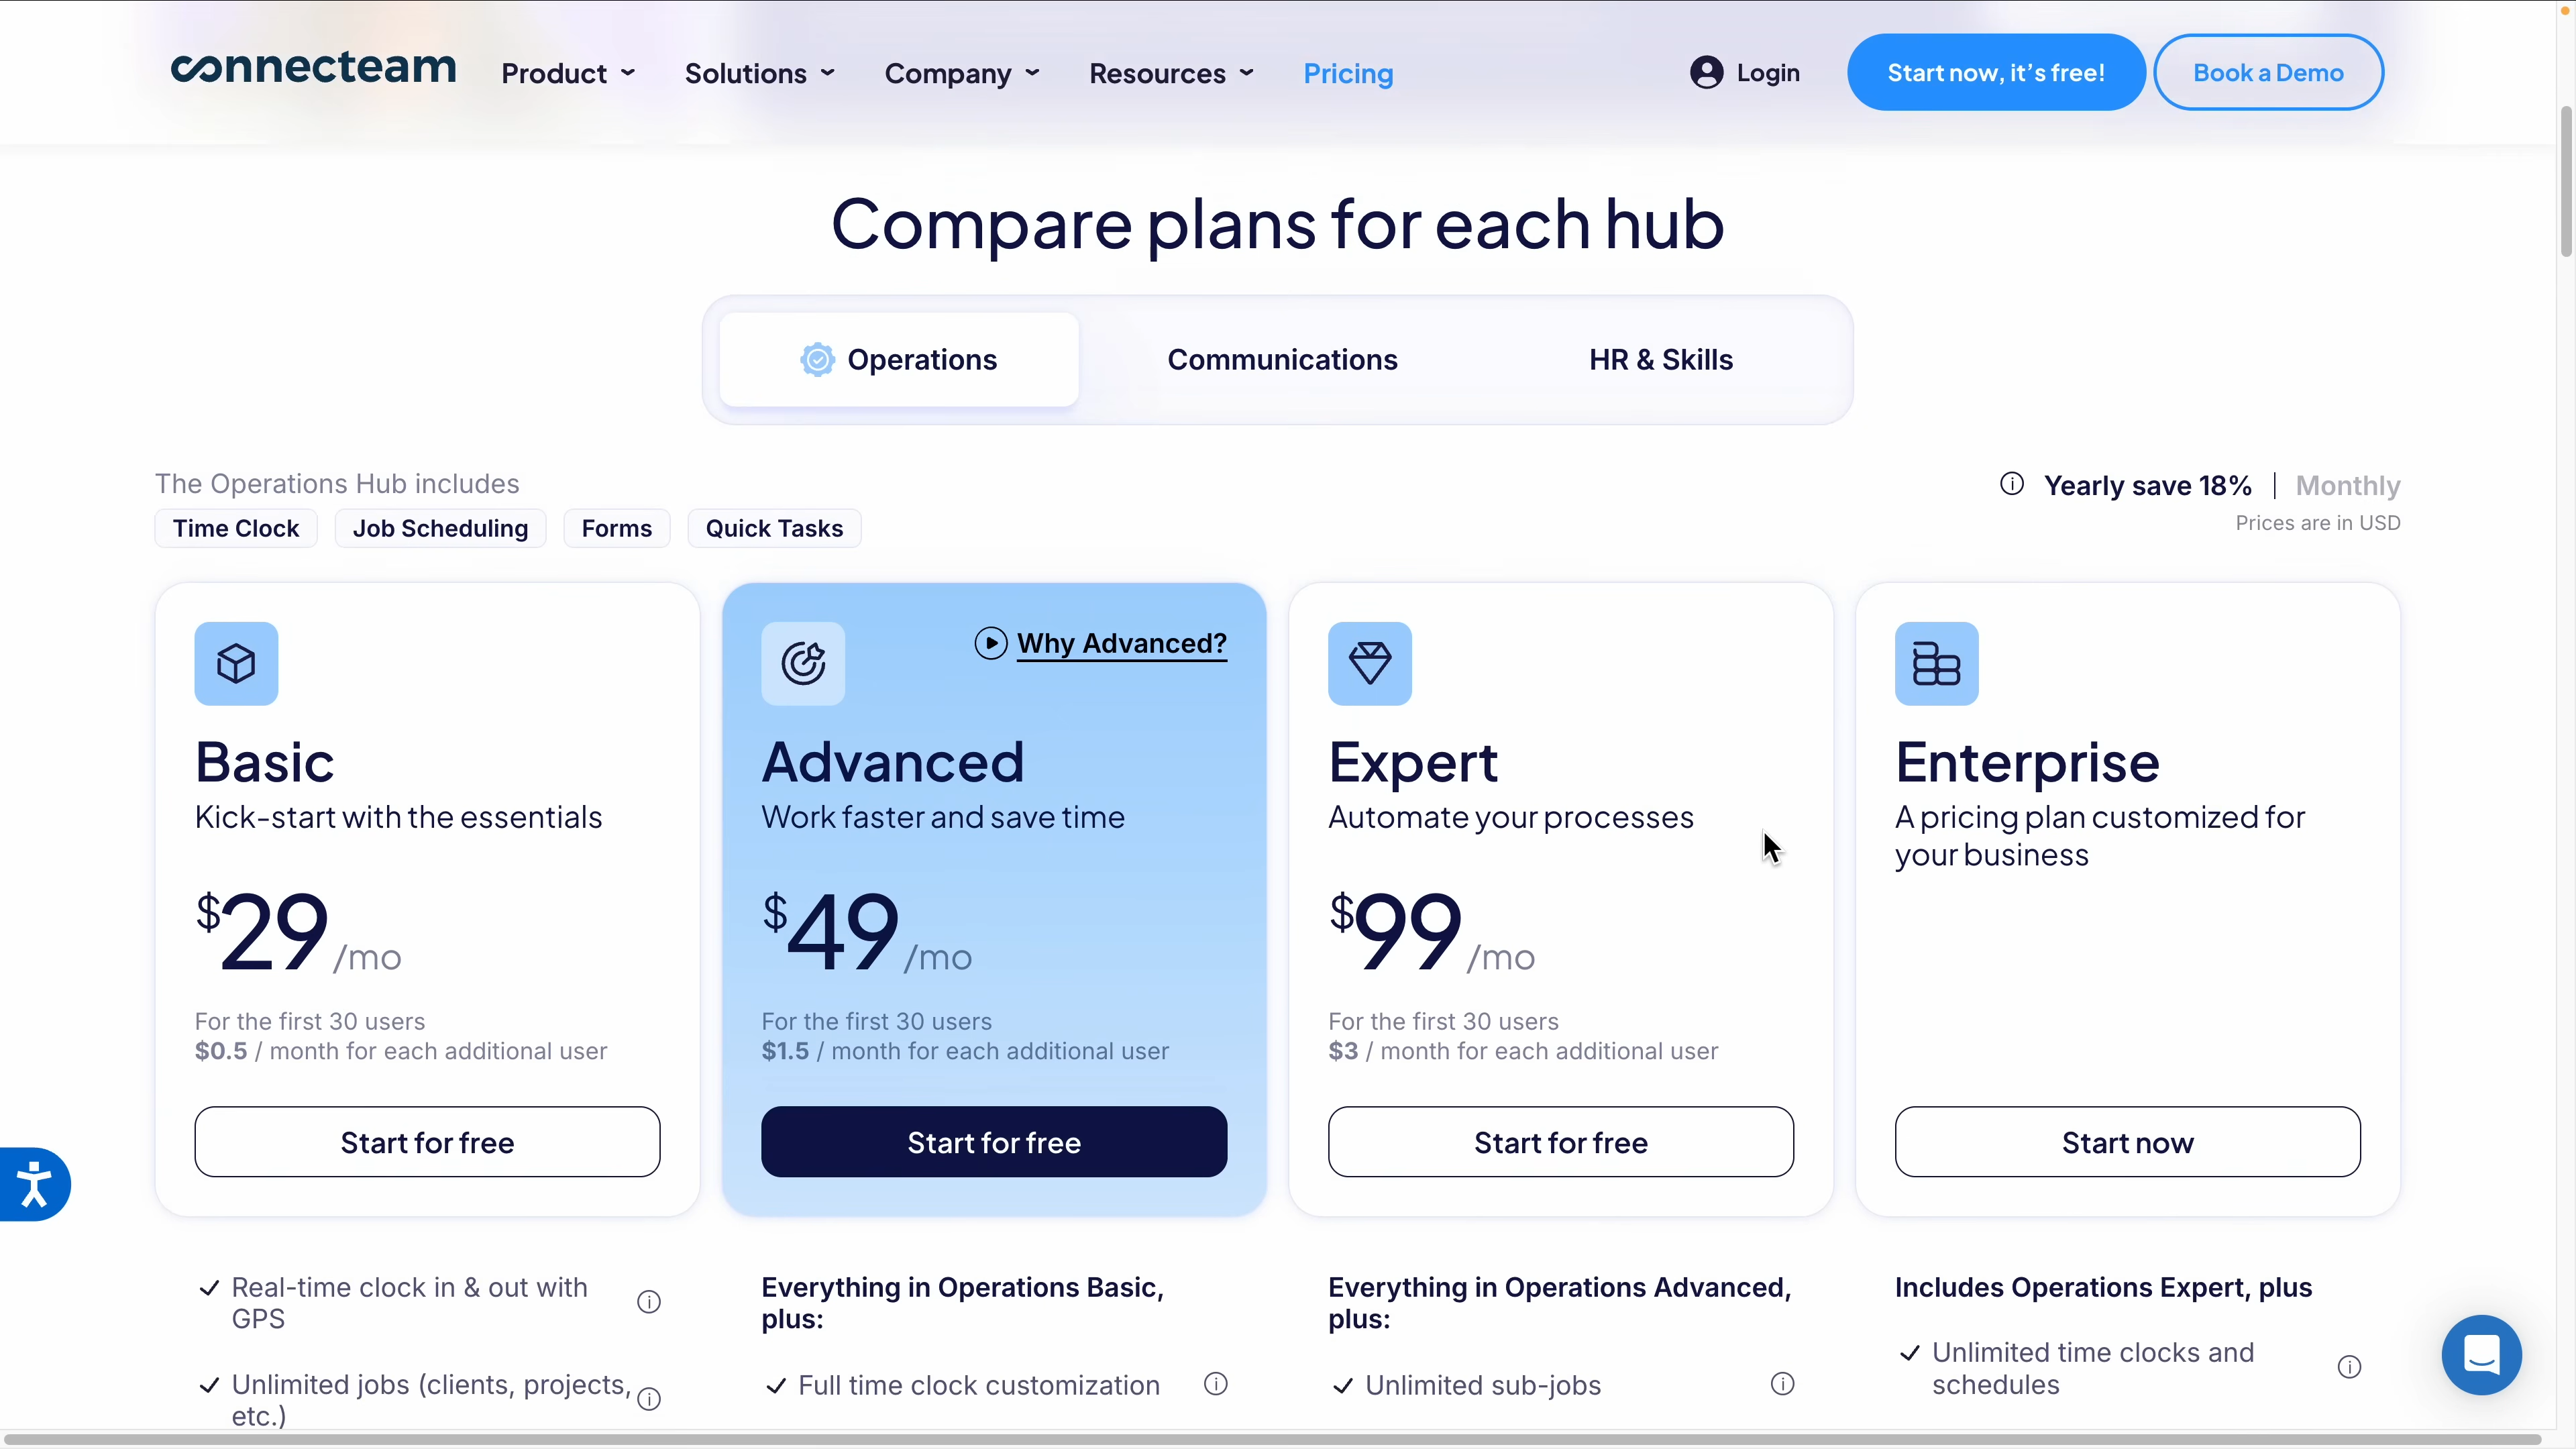 connecteam
Product
Solutions
Company
Resources
Pricing
Login
Start now, it's free!
Book a Demo
Compare plans for each hub
Operations
Communications
HR & Skills
The Operations Hub includes
Time Clock
Job Scheduling
Forms
Quick Tasks
Yearly save 18% | Monthly
Prices are in USD
Basic
Kick-start with the essentials
$29/mo
For the first 30 users
$0.5 / month for each additional user
Start for free
Why Advanced?
Advanced
Work faster and save time
$49/mo
For the first 30 users
$1.5 / month for each additional user
Start for free
Expert
Automate your processes
$99/mo
For the first 30 users
$3 / month for each additional user
Start for free
Enterprise
A pricing plan customized for
your business
Start now
Real-time clock in & out with
GPS
Unlimited jobs (clients, projects,
etc.)
Everything in Operations Basic,
plus:
Full time clock customization
Everything in Operations Advanced,
plus:
Unlimited sub-jobs
Includes Operations Expert, plus
Unlimited time clocks and
schedules